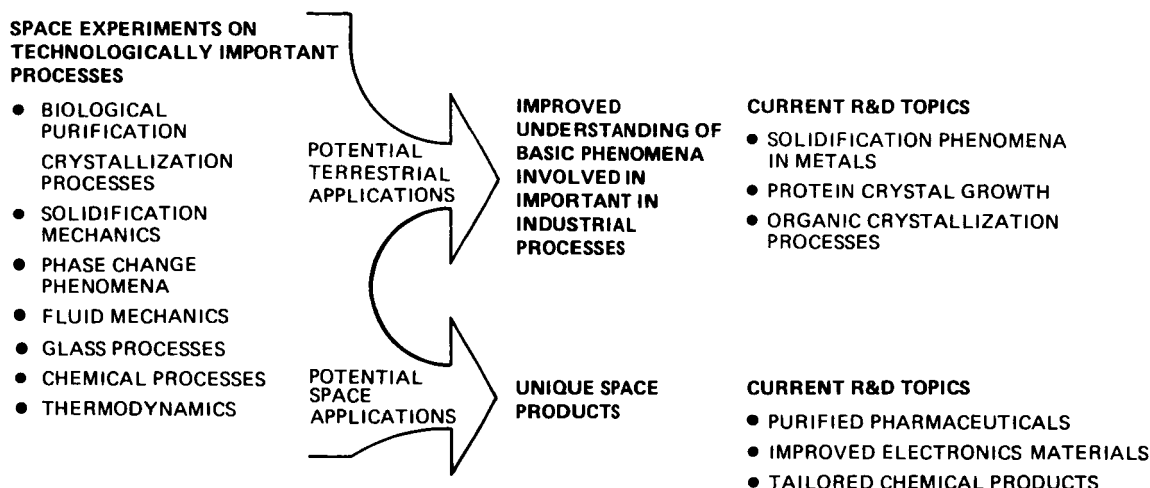 SPACE EXPERIMENTS ON
TECHNOLOGICALLY IMPORTANT
PROCESSES
● BIOLOGICAL
PURIFICATION
CRYSTALLIZATION
PROCESSES
● SOLIDIFICATION
MECHANICS
● PHASE CHANGE
PHENOMENA
● FLUID MECHANICS
● GLASS PROCESSES
● CHEMICAL PROCESSES
● THERMODYNAMICS
POTENTIAL
TERRESTRIAL
APPLICATIONS
IMPROVED
UNDERSTANDING OF
BASIC PHENOMENA
INVOLVED IN
IMPORTANT IN
INDUSTRIAL
PROCESSES
CURRENT R&D TOPICS
● SOLIDIFICATION PHENOMENA
IN METALS
● PROTEIN CRYSTAL GROWTH
● ORGANIC CRYSTALLIZATION
PROCESSES
POTENTIAL
SPACE
APPLICATIONS
UNIQUE SPACE
PRODUCTS
CURRENT R&D TOPICS
● PURIFIED PHARMACEUTICALS
● IMPROVED ELECTRONICS MATERIALS
● TAILORED CHEMICAL PRODUCTS